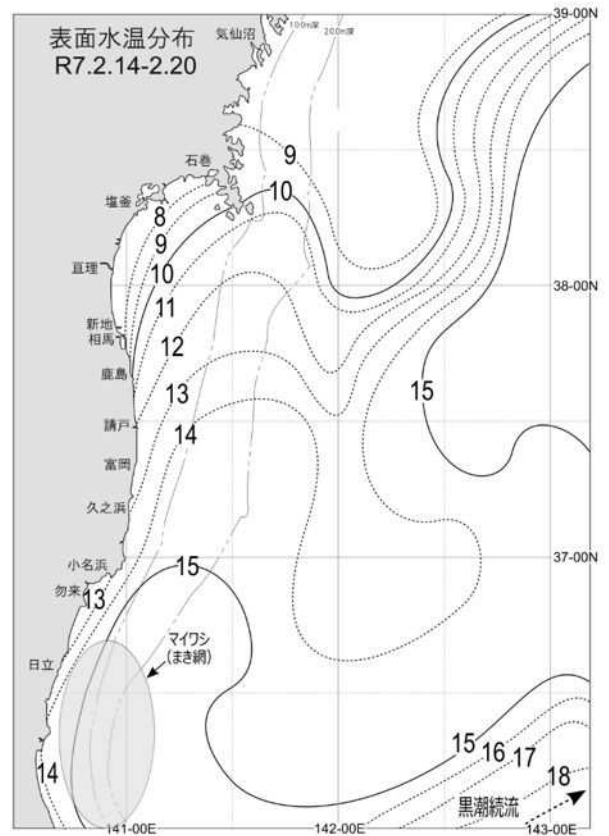 表面水温分布
R7.2.14-2.20
気仙沼
100m深
200m深
39-00N
石巻
9
10
塩釜
8
9
10
亘理
38-00N
11
新地
相馬
12
鹿島
13
15
請戸
14
富岡
久之浜
37-00N
小名浜
15
勿来
13
マイワシ
(まき網)
日立
15
16
17
14
18
黒潮続流
141-00E
142-00E
143-00E